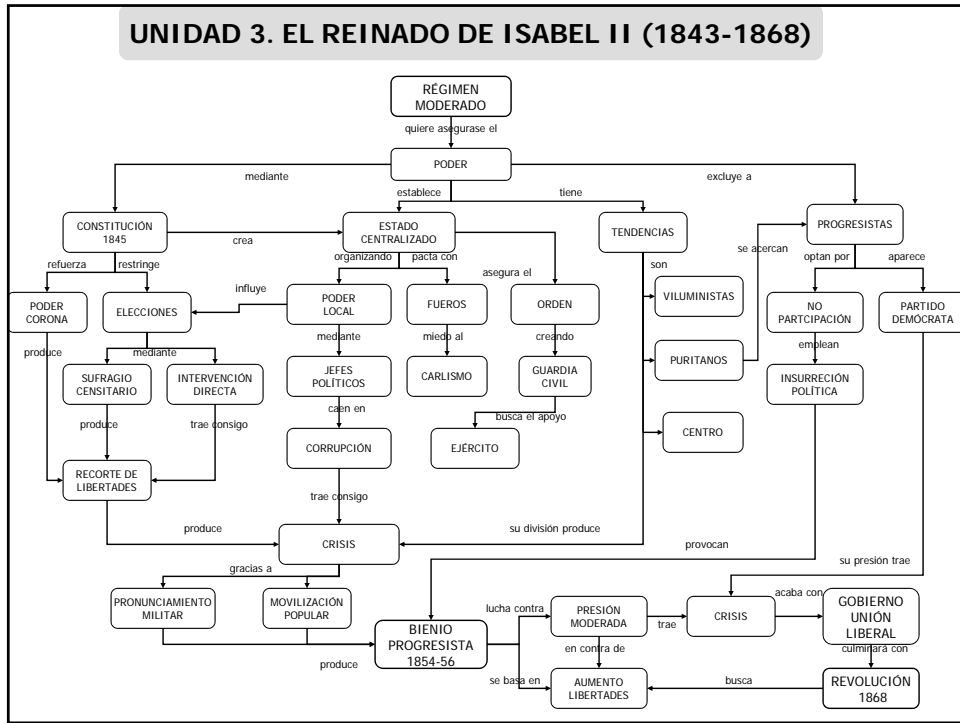 UNIDAD 3. EL REINADO DE ISABEL II (1843-1868)
RÉGIMEN
MODERADO
quiere asegurase el
PODER
mediante
establece
tiene
excluye a
CONSTITUCIÓN
1845
crea
ESTADO
CENTRALIZADO
TENDENCIAS
PROGRESISTAS
se acercan
refuerza
restringe
organizando
pacta con
asegura el
son
optan por
aparece
PODER
CORONA
ELECCIONES
influye
PODER
LOCAL
FUEROS
ORDEN
VILUMINISTAS
NO
PARTCIPACIÓN
PARTIDO
DEMÓCRATA
produce
mediante
mediante
miedo al
creando
emplean
SUFRAGIO
CENSITARIO
INTERVENCIÓN
DIRECTA
JEFES
POLÍTICOS
CARLISMO
GUARDIA
CIVIL
PURITANOS
INSURRECIÓN
POLÍTICA
produce
trae consigo
caen en
busca el apoyo
CORRUPCIÓN
EJÉRCITO
CENTRO
RECORTE DE
LIBERTADES
trae consigo
produce
CRISIS
su división produce
provocan
su presión trae
gracias a
PRONUNCIAMIENTO
MILITAR
MOVILIZACIÓN
POPULAR
produce
BIENIO
PROGRESISTA
1854-56
lucha contra
PRESIÓN
MODERADA
trae
CRISIS
acaba con
GOBIERNO
UNIÓN
LIBERAL
en contra de
culminará con
se basa en
AUMENTO
LIBERTADES
busca
REVOLUCIÓN
1868